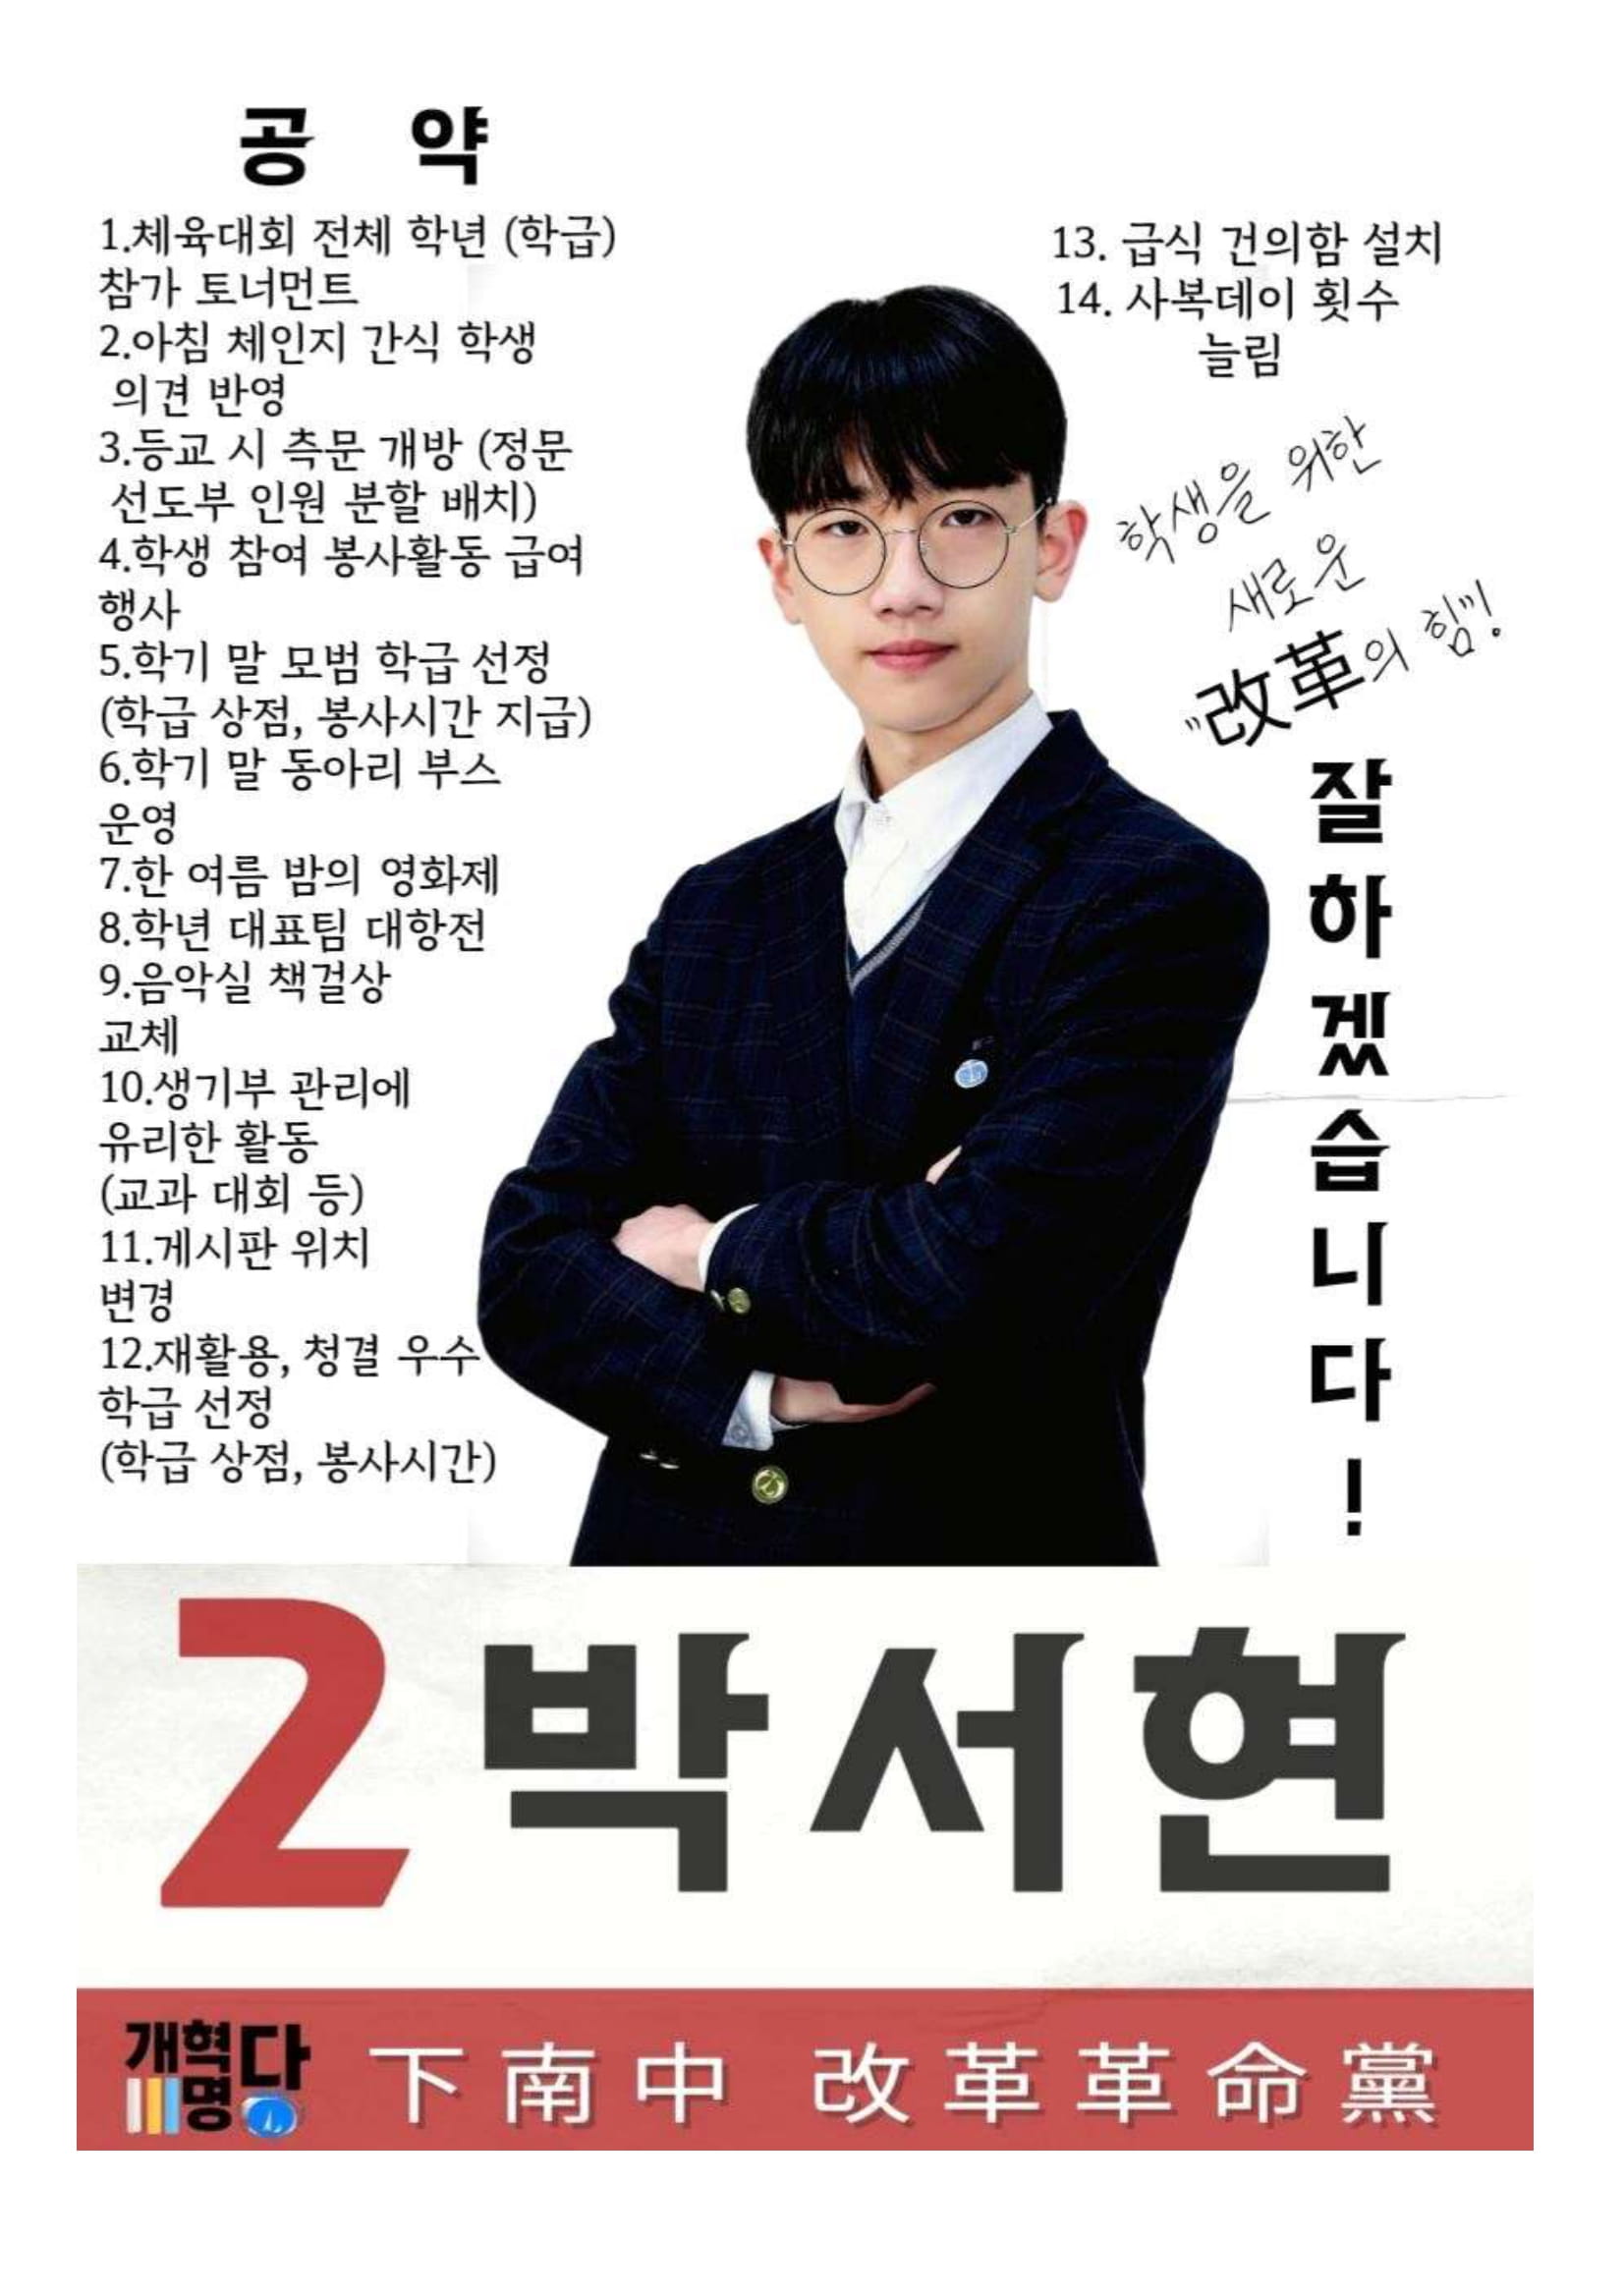 공 약
1.체육대회 전체 학년 (학급)
참가 토너먼트
2.아침 체인지 간식 학생
의견 반영
3.등교 시 측문 개방 (정문
선도부 인원 분할 배치)
4.학생 참여 봉사활동 급여
행사
5.학기 말 모범 학급 선정
(학급 상점, 봉사시간 지급)
6.학기 말 동아리 부스
운영
7.한 여름 밤의 영화제
8.학년 대표팀 대항전
9.음악실 책걸상
교체
10.생기부 관리에
유리한 활동
(교과 대회 등)
11.게시판 위치
변경
12.재활용, 청결 우수
학급 선정
(학급 상점, 봉사시간)
13. 급식 건의함 설치
14. 사복데이 횟수
늘림
학생을 위한
새로운
"改革의 힘"!
잘
하
겠
습
니
다
!
2 박서현
개혁
명
당
下南中 改革革命黨